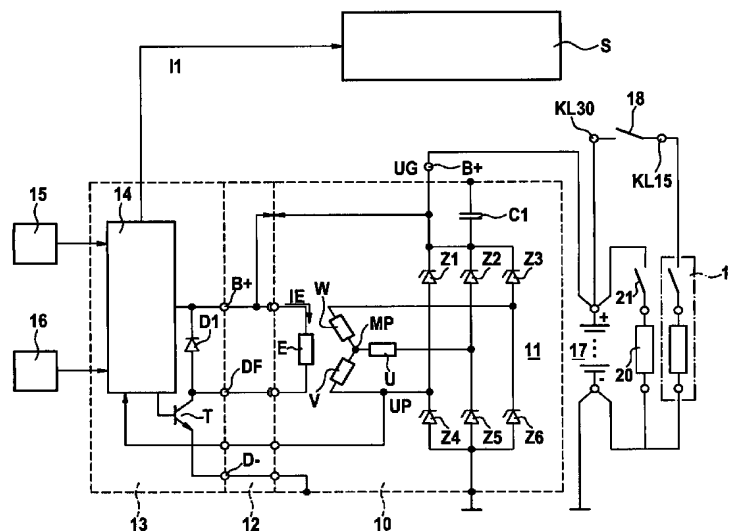 S
I1
KL30
18
KL15
UG
B+
15
14
C1
Z1
Z2
Z3
21
1
B+
IE
W
MP
D1
E
11
17
+
-
20
16
DF
V
U
UP
T
Z4
Z5
Z6
D-
13
12
10